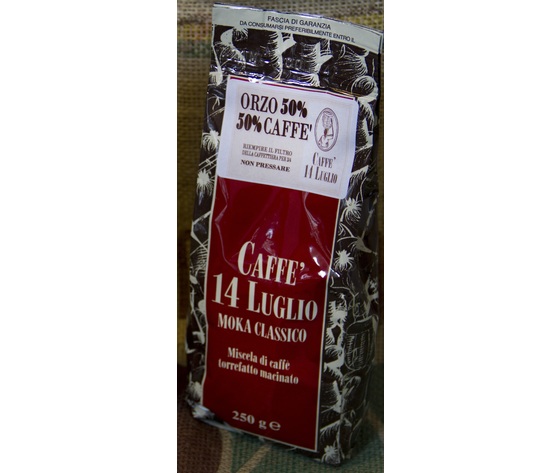 FASCIA DI GARANZIA
DA CONSUMARSI PREFERIBILMENTE ENTRO IL
ORZO 50%
50% CAFFE'
RIEMPIRE IL FILTRO
DELLA CAFFETTIERA PER 3/4
NON PRESSARE
CAFFE'
14 LUGLIO
CAFFE'
14 LUGLIO
MOKA CLASSICO
Miscela di caffè
torrefatto macinato
250 g e